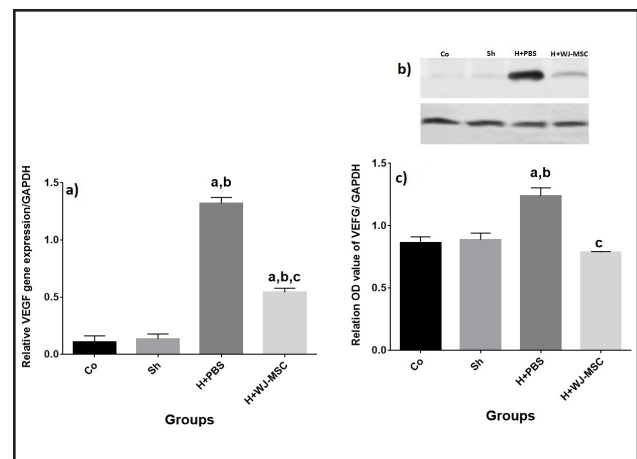 Co Sh H+PBS H+WJ-MSC
b)
a)
Relative VEGF gene expression/GAPDH
1.5
1.0
0.5
0.0
a,b
a,b,c
Co Sh H+PBS H+WJ-MSC
Groups
c)
Relation OD value of VEFG/ GAPDH
1.5
1.0
0.5
0.0
a,b
c
Co Sh H+PBS H+WJ-MSC
Groups